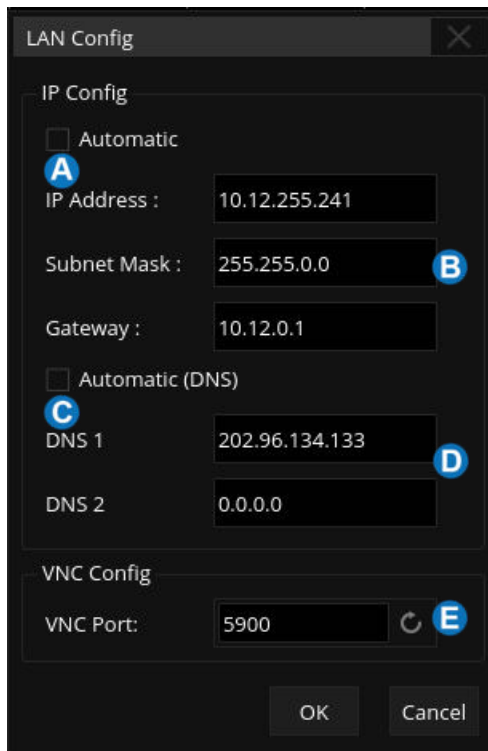 LAN Config
IP Config
Automatic
A
IP Address : 10.12.255.241
Subnet Mask : 255.255.0.0 B
Gateway : 10.12.0.1
Automatic (DNS)
C
DNS 1 202.96.134.133
D
DNS 2 0.0.0.0
VNC Config
VNC Port: 5900 E
OK Cancel